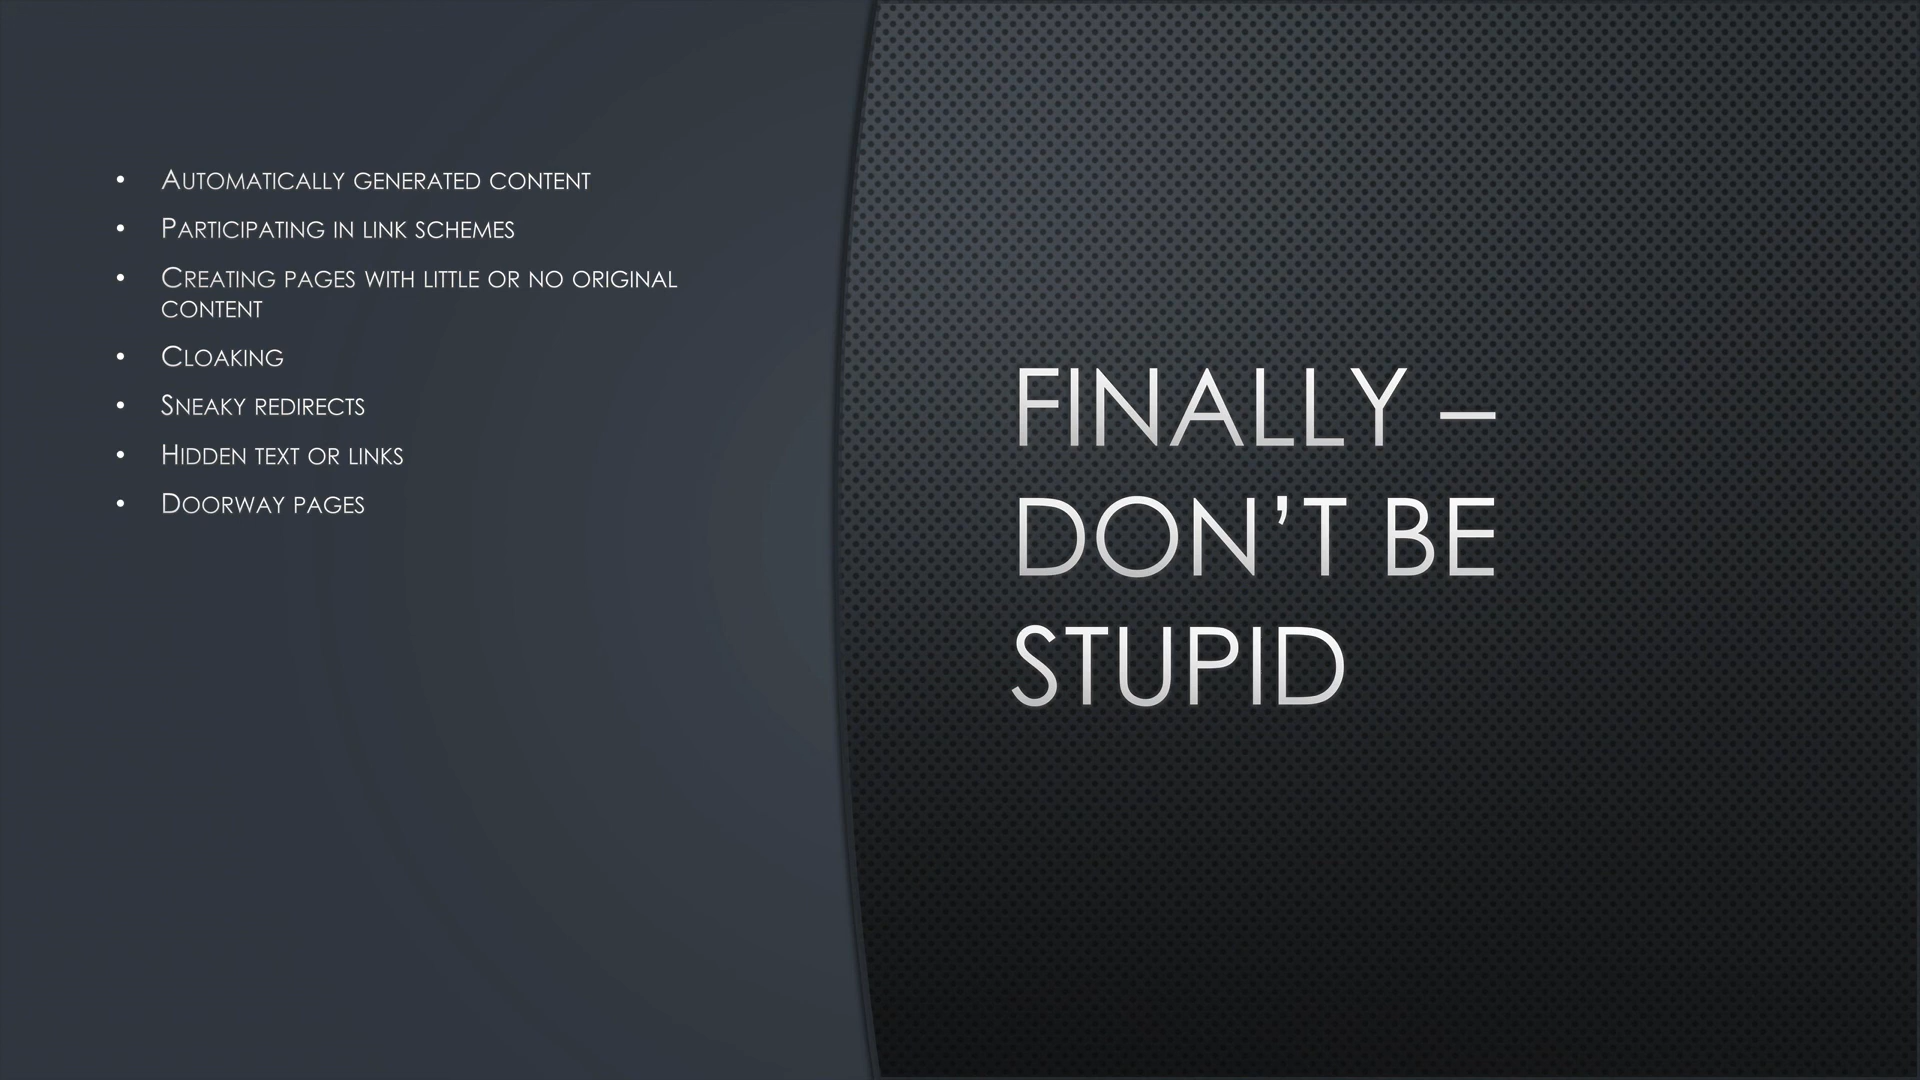 • Automatically generated content
• Participating in link schemes
• Creating pages with little or no original
content
• Cloaking
• Sneaky redirects
• Hidden text or links
• Doorway pages
FINALLY –
DON’T BE
STUPID